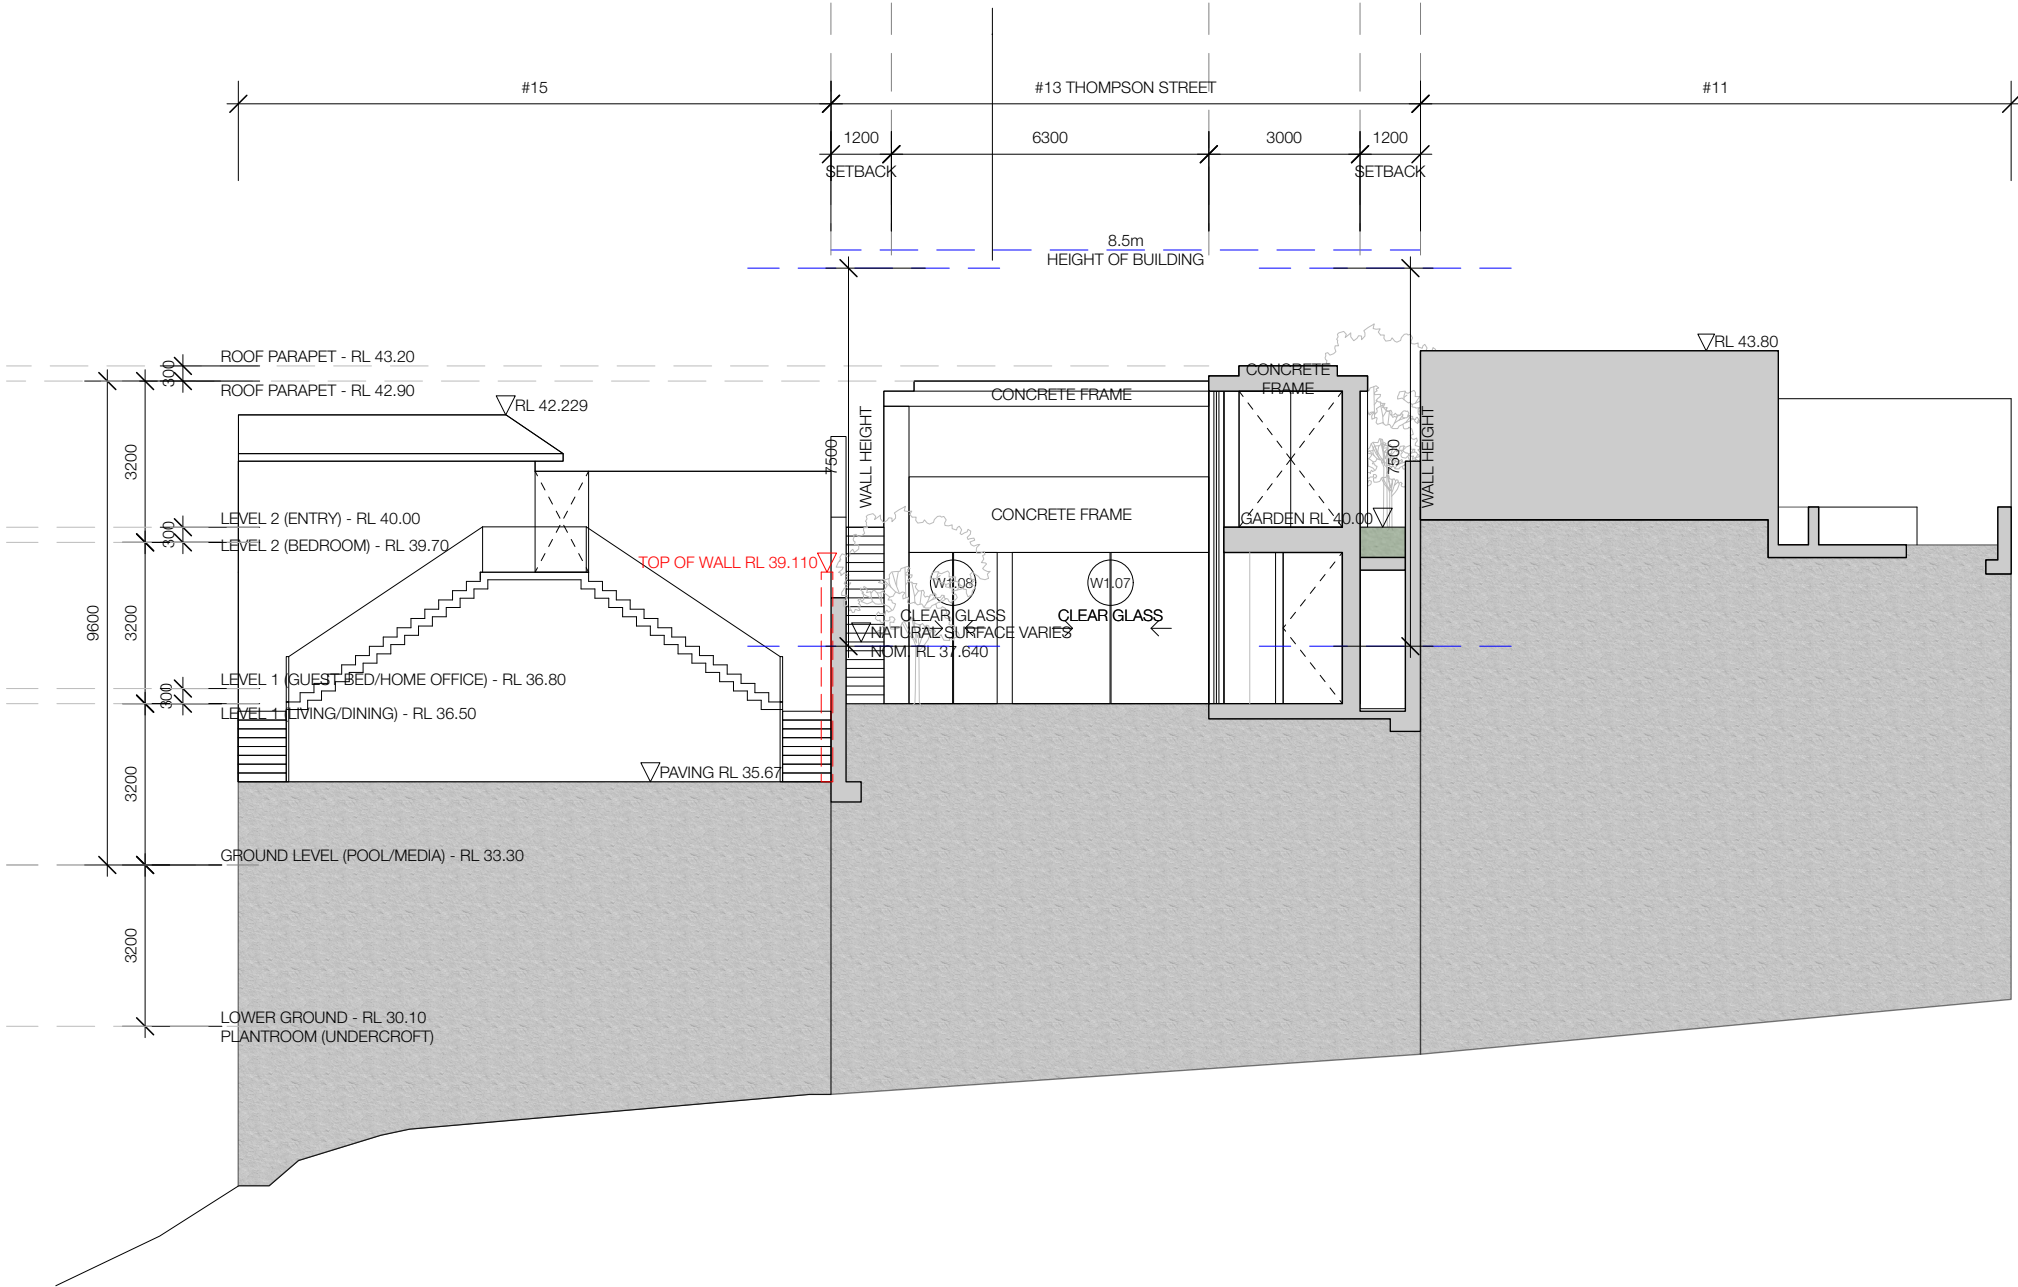 #15
#13 THOMPSON STREET
#11
1200
6300
3000
1200
SETBACK
SETBACK
8.5m
HEIGHT OF BUILDING
ROOF PARAPET - RL 43.20
300
ROOF PARAPET - RL 42.90
RL 42.229
RL 43.80
CONCRETE FRAME
CONCRETE
FRAME
3200
7500
WALL HEIGHT
7500
WALL HEIGHT
LEVEL 2 (ENTRY) - RL 40.00
300
LEVEL 2 (BEDROOM) - RL 39.70
CONCRETE FRAME
GARDEN RL 40.00
TOP OF WALL RL 39.110
W1.08
W1.07
CLEAR GLASS
CLEAR GLASS
NATURAL SURFACE VARIES
NOM. RL 37.640
9600
3200
LEVEL 1 (GUEST BED/HOME OFFICE) - RL 36.80
300
LEVEL 1 (LIVING/DINING) - RL 36.50
PAVING RL 35.67
3200
GROUND LEVEL (POOL/MEDIA) - RL 33.30
3200
LOWER GROUND - RL 30.10
PLANTROOM (UNDERCROFT)